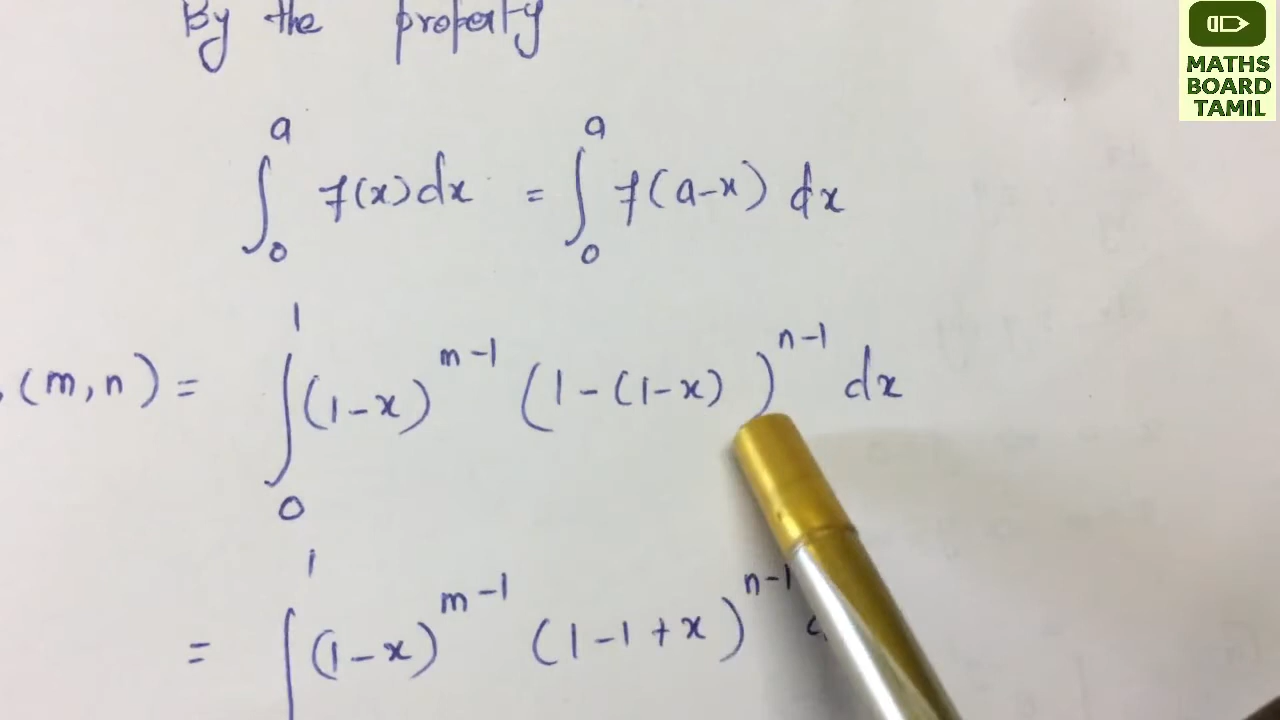 By the property
MATHS
BOARD
TAMIL
∫₀ᵃ f(x) dx = ∫₀ᵃ f(a-x) dx
(m, n) = ∫₀¹ (1-x)^{m-1} (1-(1-x))^{n-1} dx
= ∫¹ (1-x)^{m-1} (1-1+x)^{n-1}